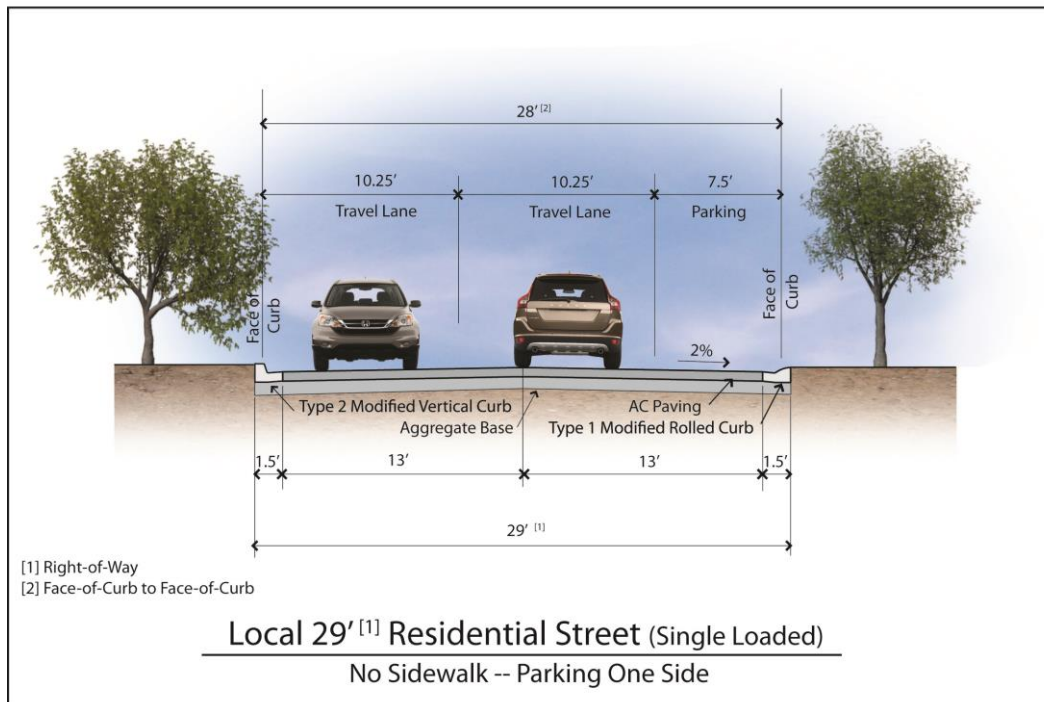 28' [2]
10.25'
10.25'
7.5'
Travel Lane
Travel Lane
Parking
Face of
Curb
Face of
Curb
2%
Type 2 Modified Vertical Curb
AC Paving
Aggregate Base
Type 1 Modified Rolled Curb
1.5'
13'
13'
1.5'
29' [1]
[1] Right-of-Way
[2] Face-of-Curb to Face-of-Curb
Local 29' [1] Residential Street (Single Loaded)
No Sidewalk -- Parking One Side